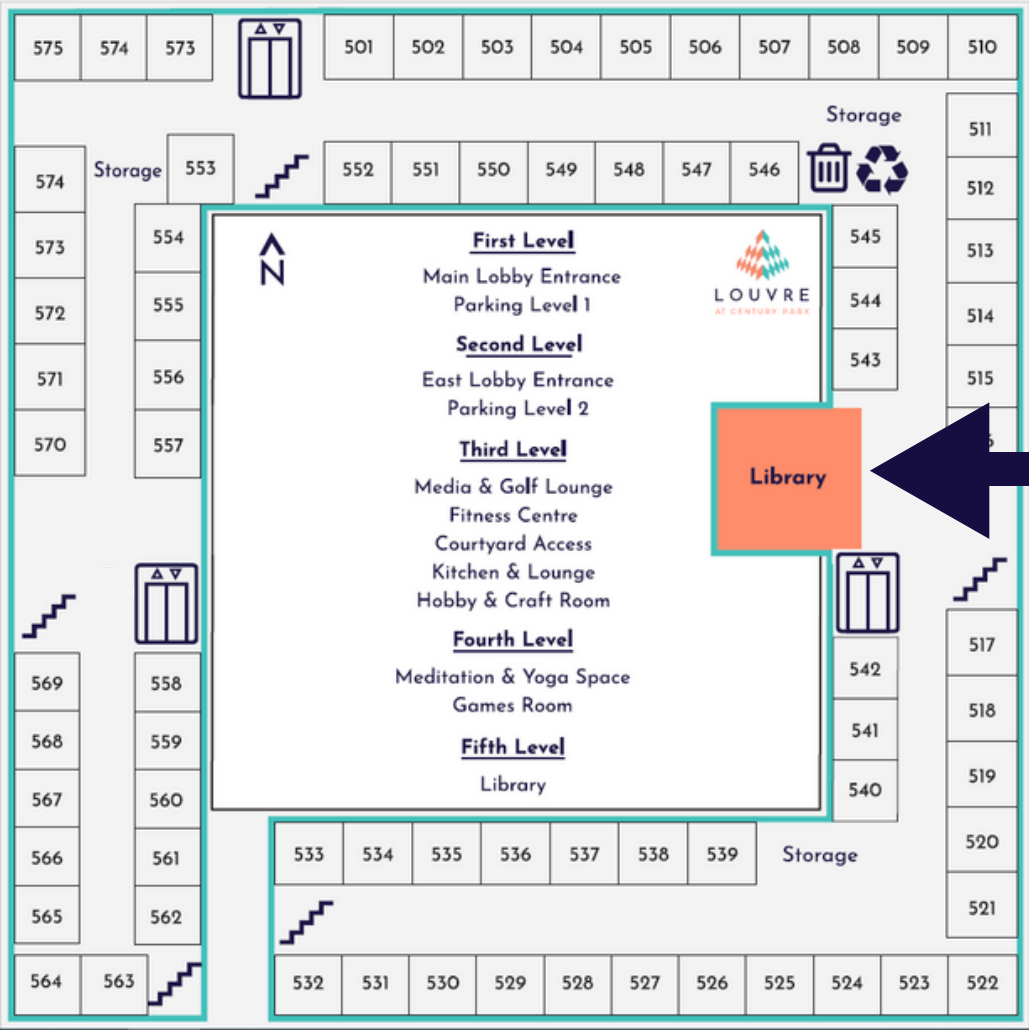 575 574 573 501 502 503 504 505 506 507 508 509 510
Storage
511
574 Storage 553 552 551 550 549 548 547 546 512
573 554 545 513
572 555 544 514
571 556 543 515
570 557
N
First Level
Main Lobby Entrance
Parking Level 1
Second Level
East Lobby Entrance
Parking Level 2
Third Level
Media & Golf Lounge
Fitness Centre
Courtyard Access
Kitchen & Lounge
Hobby & Craft Room
Fourth Level
Meditation & Yoga Space
Games Room
Fifth Level
Library
LOUVRE
AT CENTURY PARK
Library
569 558 542 517
568 559 541 518
567 560 540 519
566 561 533 534 535 536 537 538 539 Storage 520
565 562 521
564 563 532 531 530 529 528 527 526 525 524 523 522